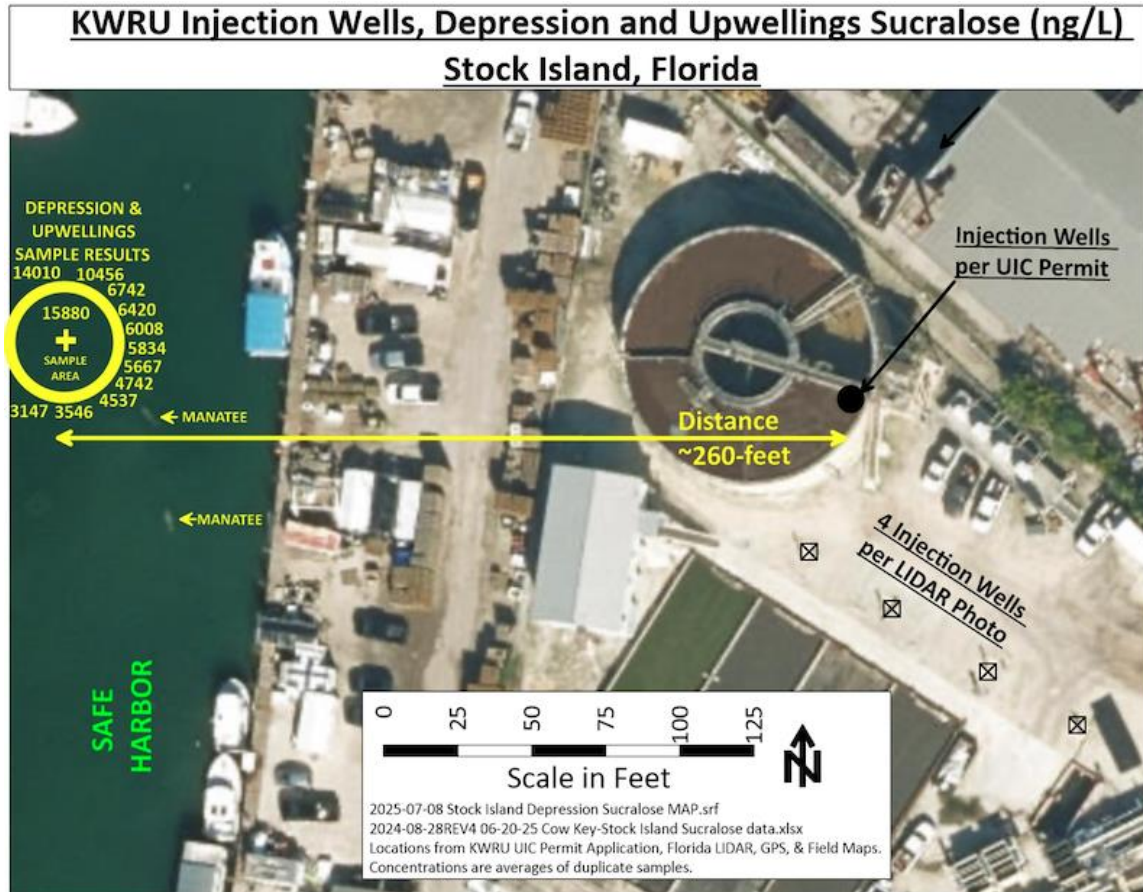 KWRU Injection Wells, Depression and Upwellings Sucralose (ng/L)
Stock Island, Florida
DEPRESSION &
UPWELLINGS
SAMPLE RESULTS
14010 10456
6742
15880
6420
6008
5834
SAMPLE
AREA
5667
4742
4537
3147 3546
←MANATEE
←MANATEE
Injection Wells
per UIC Permit
Distance
~260-feet
4 Injection Wells
per LIDAR Photo
SAFE
HARBOR
0 25 50 75 100 125
Scale in Feet
N
2025-07-08 Stock Island Depression Sucralose MAP.srf
2024-08-28REV4 06-20-25 Cow Key-Stock Island Sucralose data.xlsx
Locations from KWRU UIC Permit Application, Florida LIDAR, GPS, & Field Maps.
Concentrations are averages of duplicate samples.